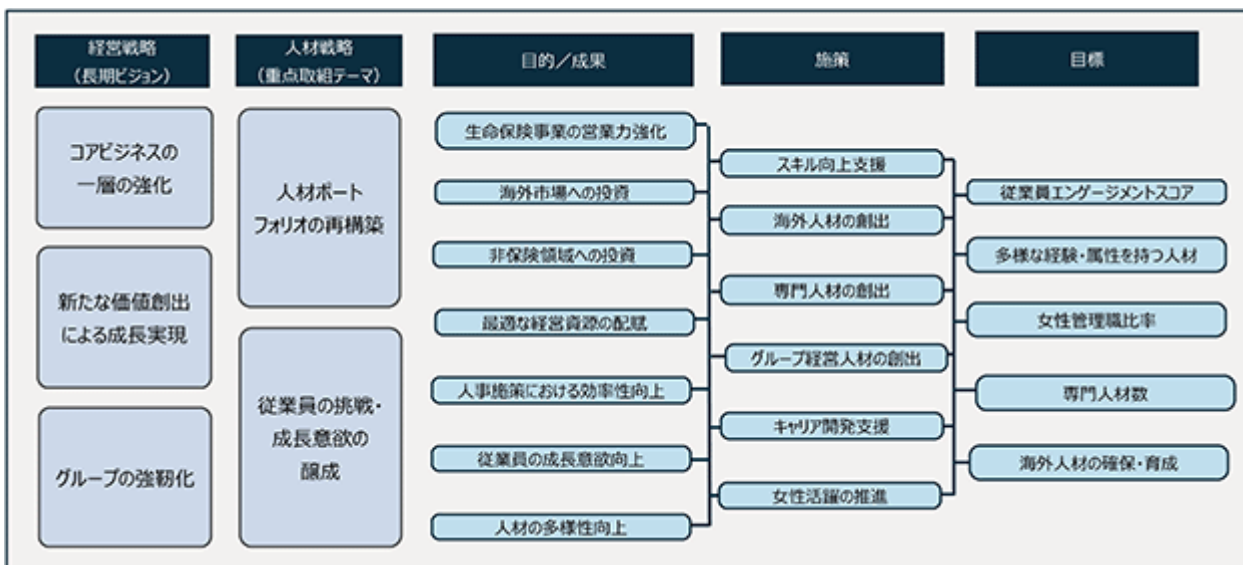 経営戦略
(長期ビジョン)
人材戦略
(重点取組テーマ)
目的/成果
施策
目標
コアビジネスの
一層の強化
新たな価値創出
による成長実現
グループの強靭化
人材ポート
フォリオの再構築
従業員の挑戦・
成長意欲の
醸成
生命保険事業の営業力強化
海外市場への投資
非保険領域への投資
最適な経営資源の配賦
人事施策における効率性向上
従業員の成長意欲向上
人材の多様性向上
スキル向上支援
海外人材の創出
専門人材の創出
グループ経営人材の創出
キャリア開発支援
女性活躍の推進
従業員エンゲージメントスコア
多様な経験・属性を持つ人材
女性管理職比率
専門人材数
海外人材の確保・育成